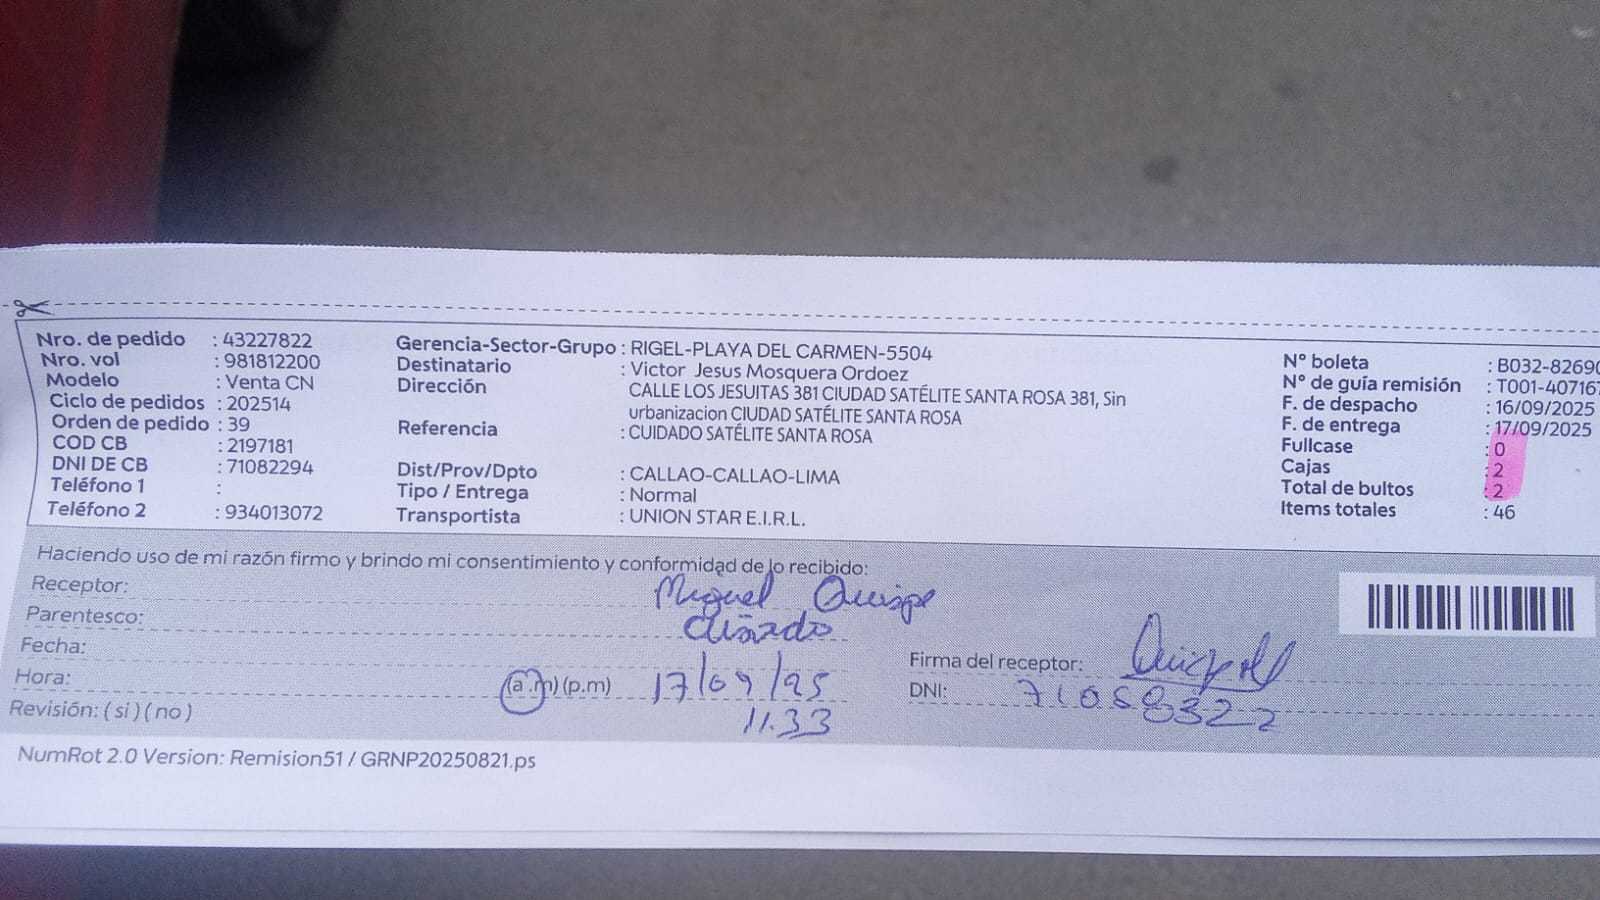 Nro. de pedido : 43227822
Nro. vol : 981812200
Modelo : Venta CN
Ciclo de pedidos : 202514
Orden de pedido : 39
COD CB : 2197181
DNI DE CB : 71082294
Teléfono 1 :
Teléfono 2 : 934013072
Gerencia-Sector-Grupo : RIGEL-PLAYA DEL CARMEN-5504
Destinatario : Victor Jesus Mosquera Ordoez
Dirección CALLE LOS JESUITAS 381 CIUDAD SATÉLITE SANTA ROSA 381, Sin
: urbanizacion CIUDAD SATÉLITE SANTA ROSA
Referencia : CUIDADO SATÉLITE SANTA ROSA
Dist/Prov/Dpto : CALLAO-CALLAO-LIMA
Tipo / Entrega : Normal
Transportista : UNION STAR E.I.R.L.
N° boleta : B032-8269
N° de guía remisión : T001-40716
F. de despacho : 16/09/2025
F. de entrega : 17/09/2025
Fullcase : 0
Cajas : 2
Total de bultos : 2
Items totales : 46
Haciendo uso de mi razón firmo y brindo mi consentimiento y conformidad de lo recibido:
Receptor: Miguel Quispe
Parentesco:
Fecha: 17/09/25
Hora: (a.m) (p.m) 11.33
Revisión: ( si ) ( no )
Firma del receptor:
DNI: 71058322
NumRot 2.0 Version: Remision51 / GRNP20250821.ps